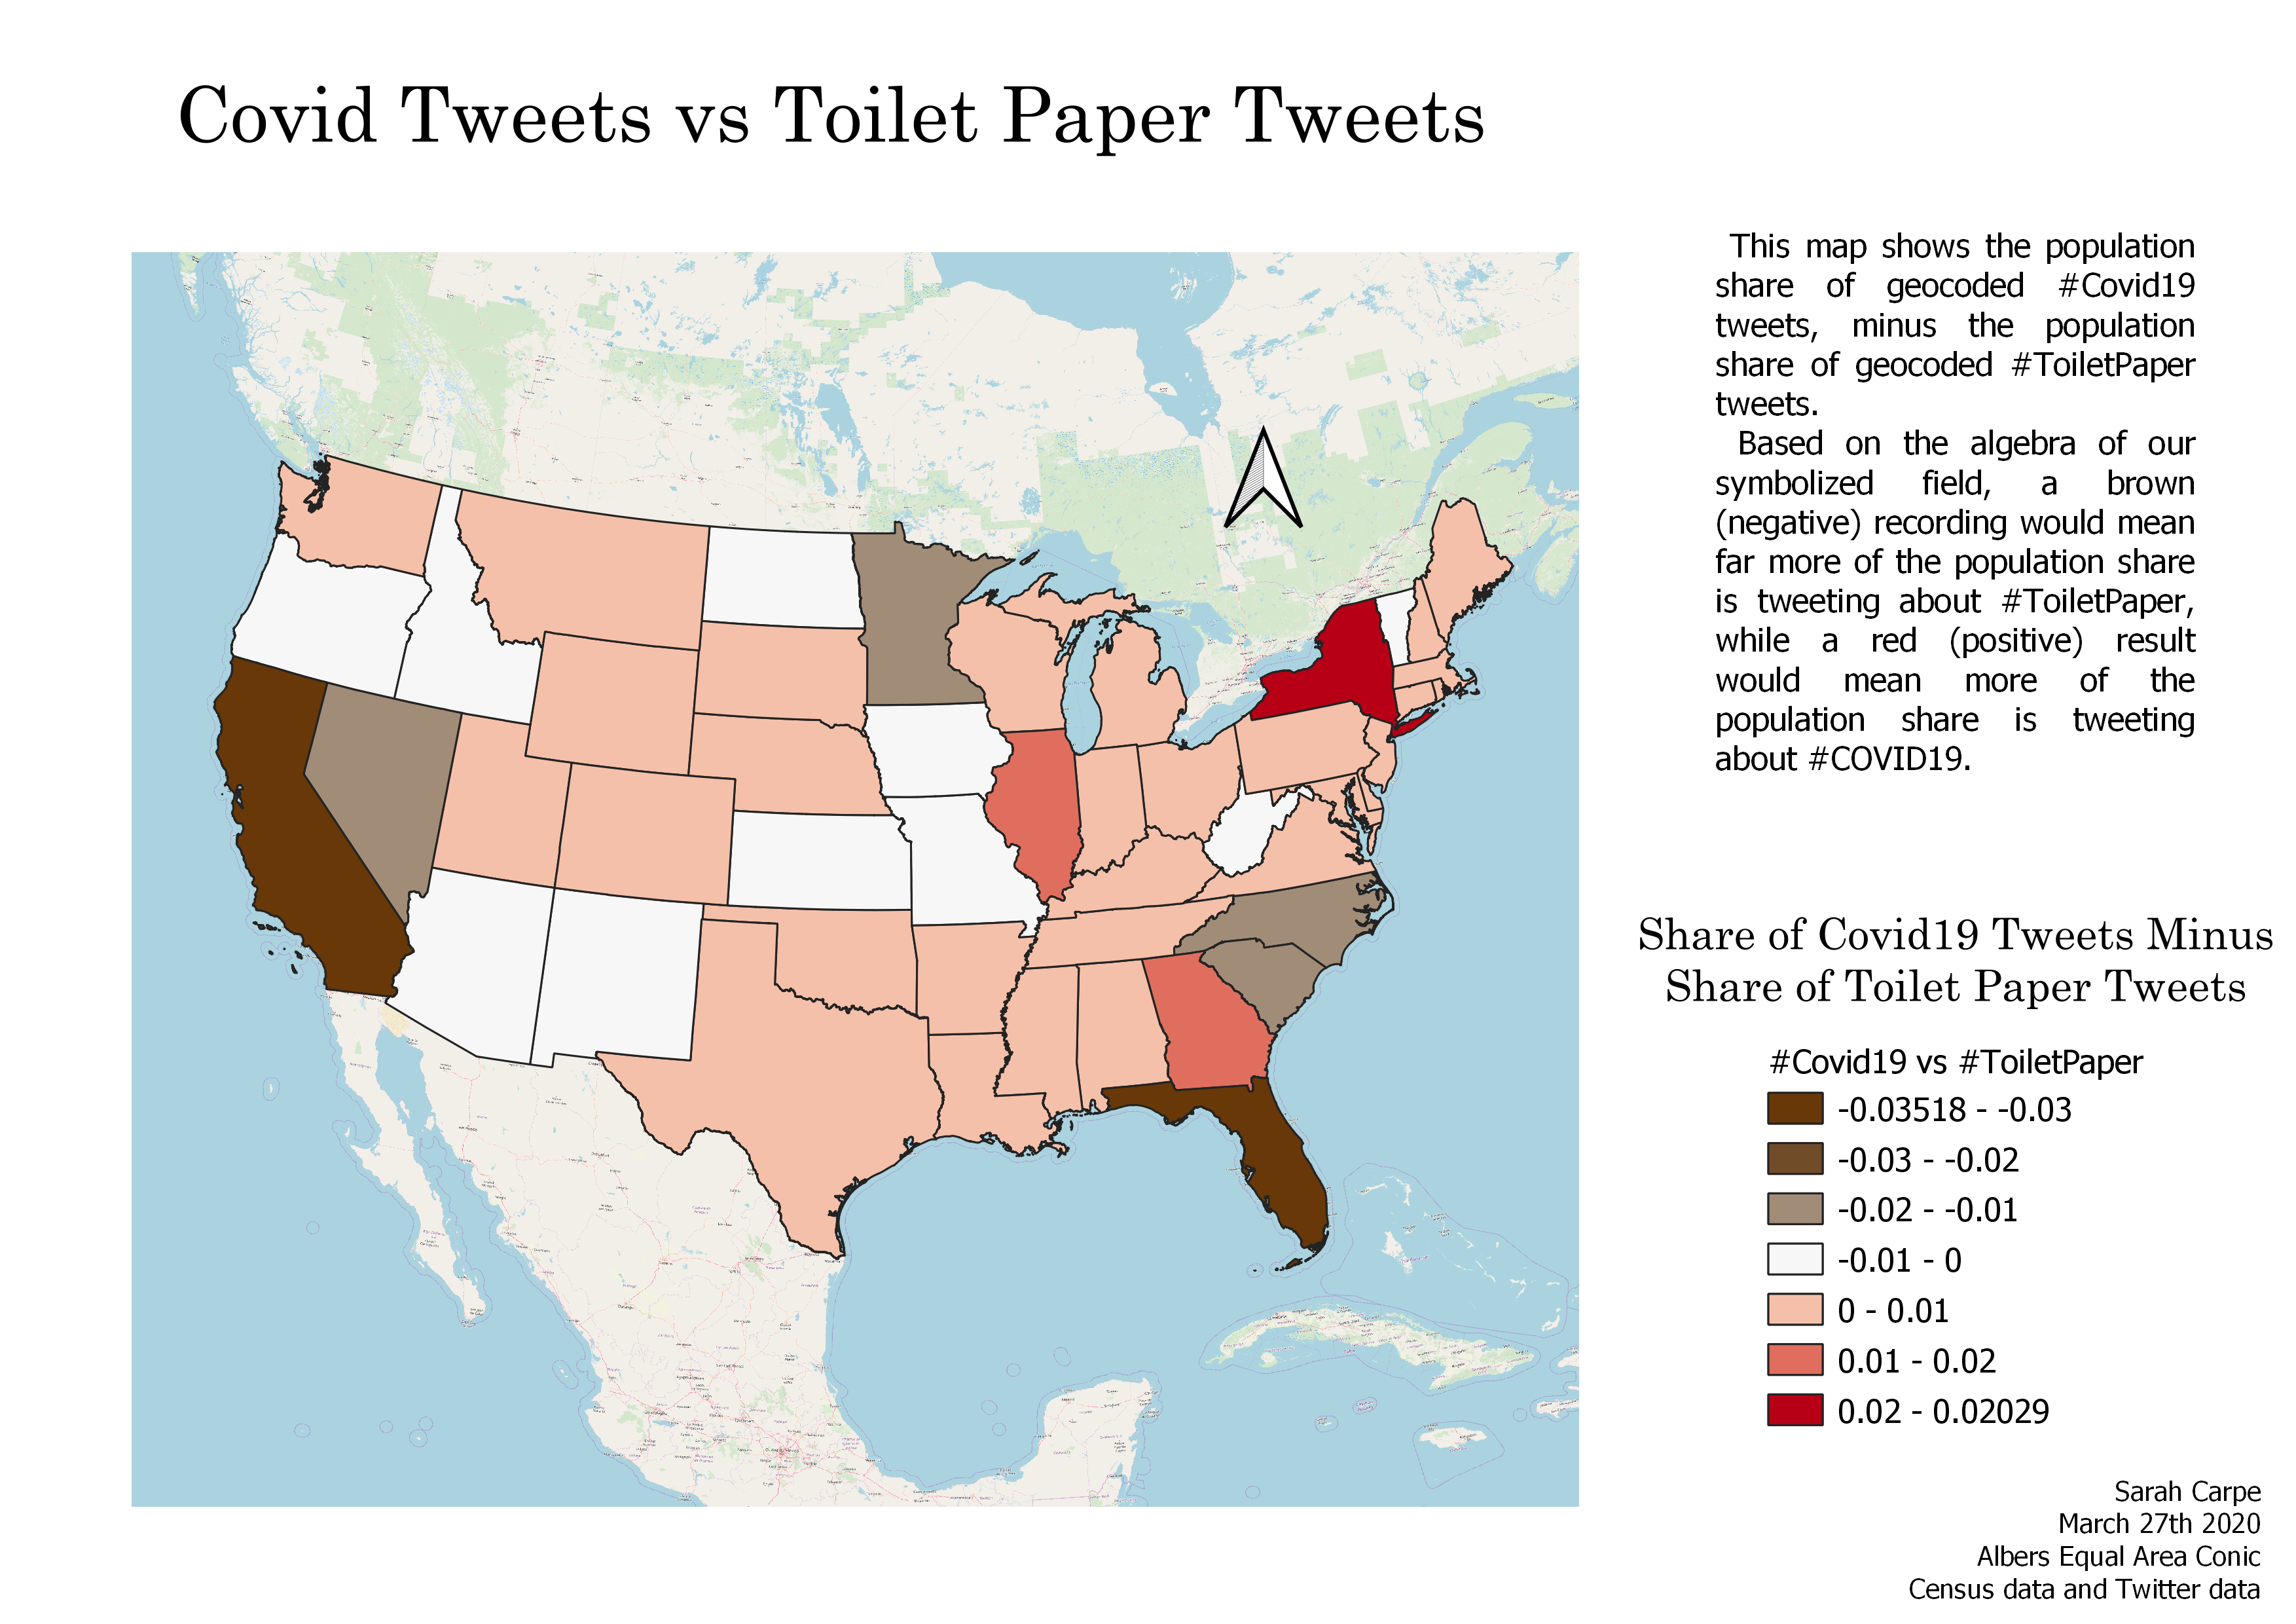 Covid Tweets vs Toilet Paper Tweets
This map shows the population
share of geocoded #Covid19
tweets, minus the population
share of geocoded #ToiletPaper
tweets.
Based on the algebra of our
symbolized field, a brown
(negative) recording would mean
far more of the population share
is tweeting about #ToiletPaper,
while a red (positive) result
would mean more of the
population share is tweeting
about #COVID19.
Share of Covid19 Tweets Minus
Share of Toilet Paper Tweets
#Covid19 vs #ToiletPaper
-0.03518 - -0.03
-0.03 - -0.02
-0.02 - -0.01
-0.01 - 0
0 - 0.01
0.01 - 0.02
0.02 - 0.02029
Sarah Carpe
March 27th 2020
Albers Equal Area Conic
Census data and Twitter data